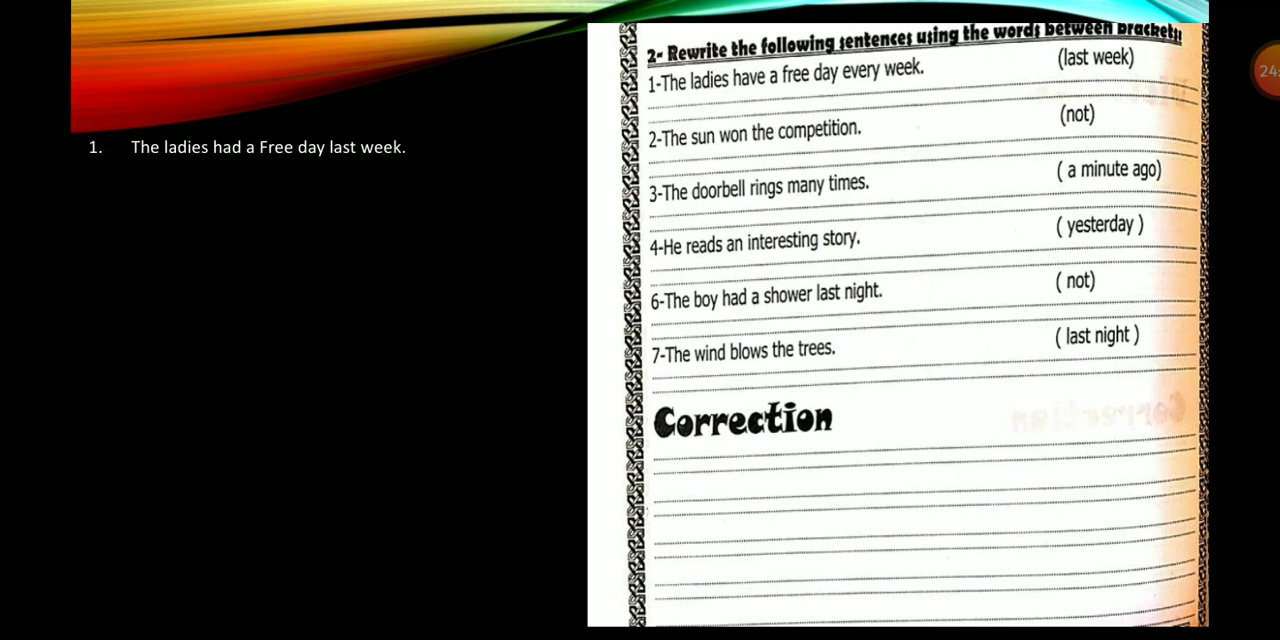 1. The ladies had a Free day last week.
2- Rewrite the following sentences using the words between brackets:
1-The ladies have a free day every week. (last week)
2-The sun won the competition. (not)
3-The doorbell rings many times. ( a minute ago)
4-He reads an interesting story. ( yesterday )
6-The boy had a shower last night. ( not)
7-The wind blows the trees. ( last night )
Correction